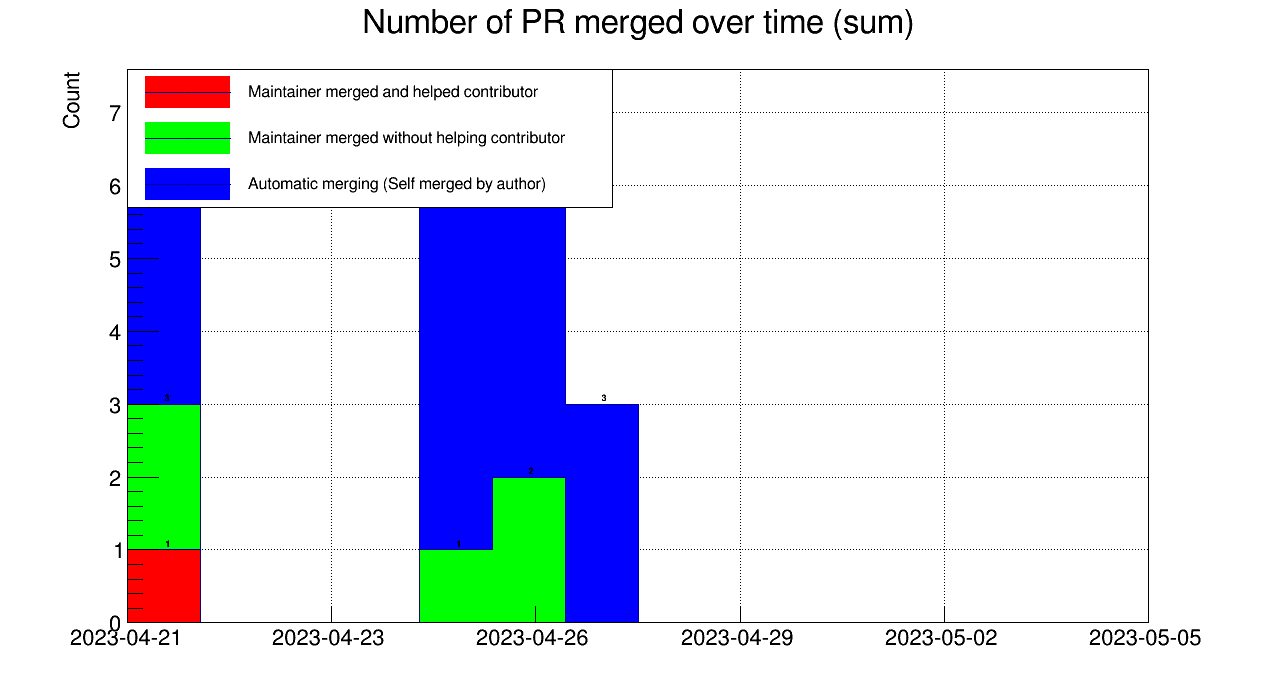 Number of PR merged over time (sum)
Count
Maintainer merged and helped contributor
Maintainer merged without helping contributor
Automatic merging (Self merged by author)
7
6
5
4
3
2
1
0
3
3
2
1
1
2023-04-21 2023-04-23 2023-04-26 2023-04-29 2023-05-02 2023-05-05